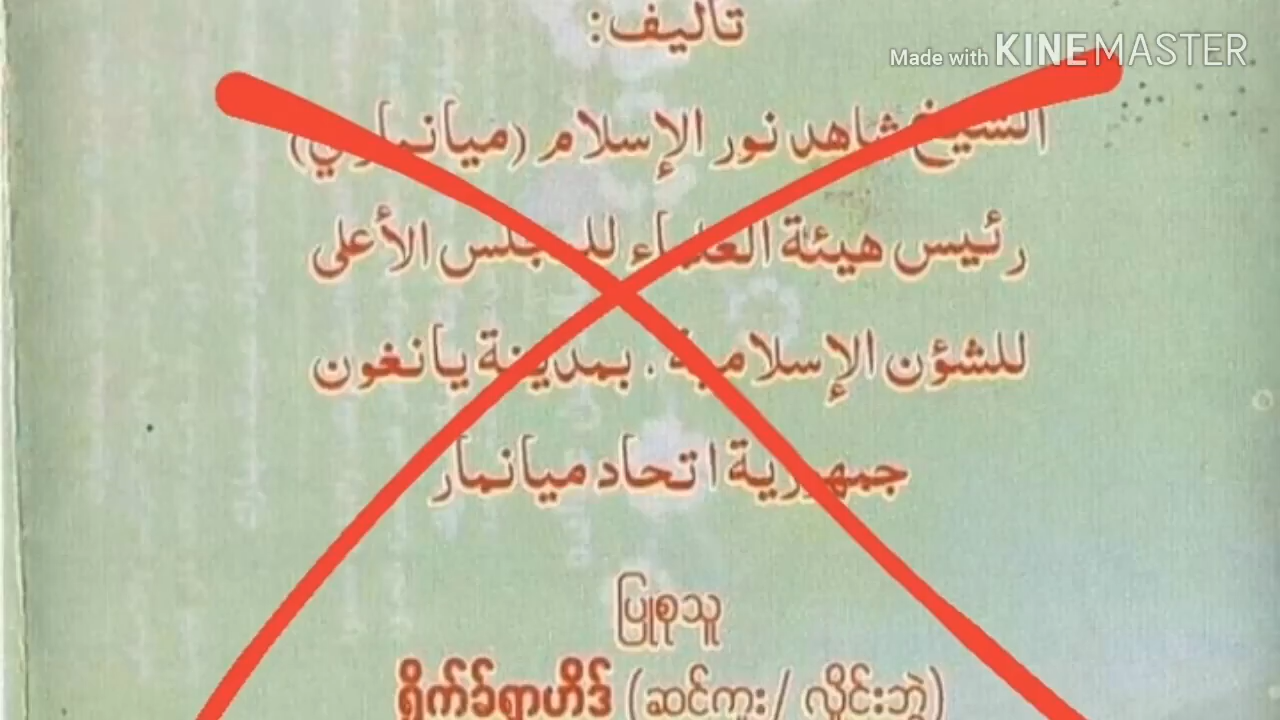 تأليف:
Made with KINEMASTER
الشيخ شاهد نور الإسلام (ميانماري)
رئيس هيئة العلماء للمجلس الأعلى
للشؤن الإسلامية . بمدينة يانغون
جمهورية اتحاد ميانمار
ပြုစုသူ
ရှိက်ခ်ရှာဟိဒ် (ဆင်ကူး/ လှိုင်းဘွဲ့)